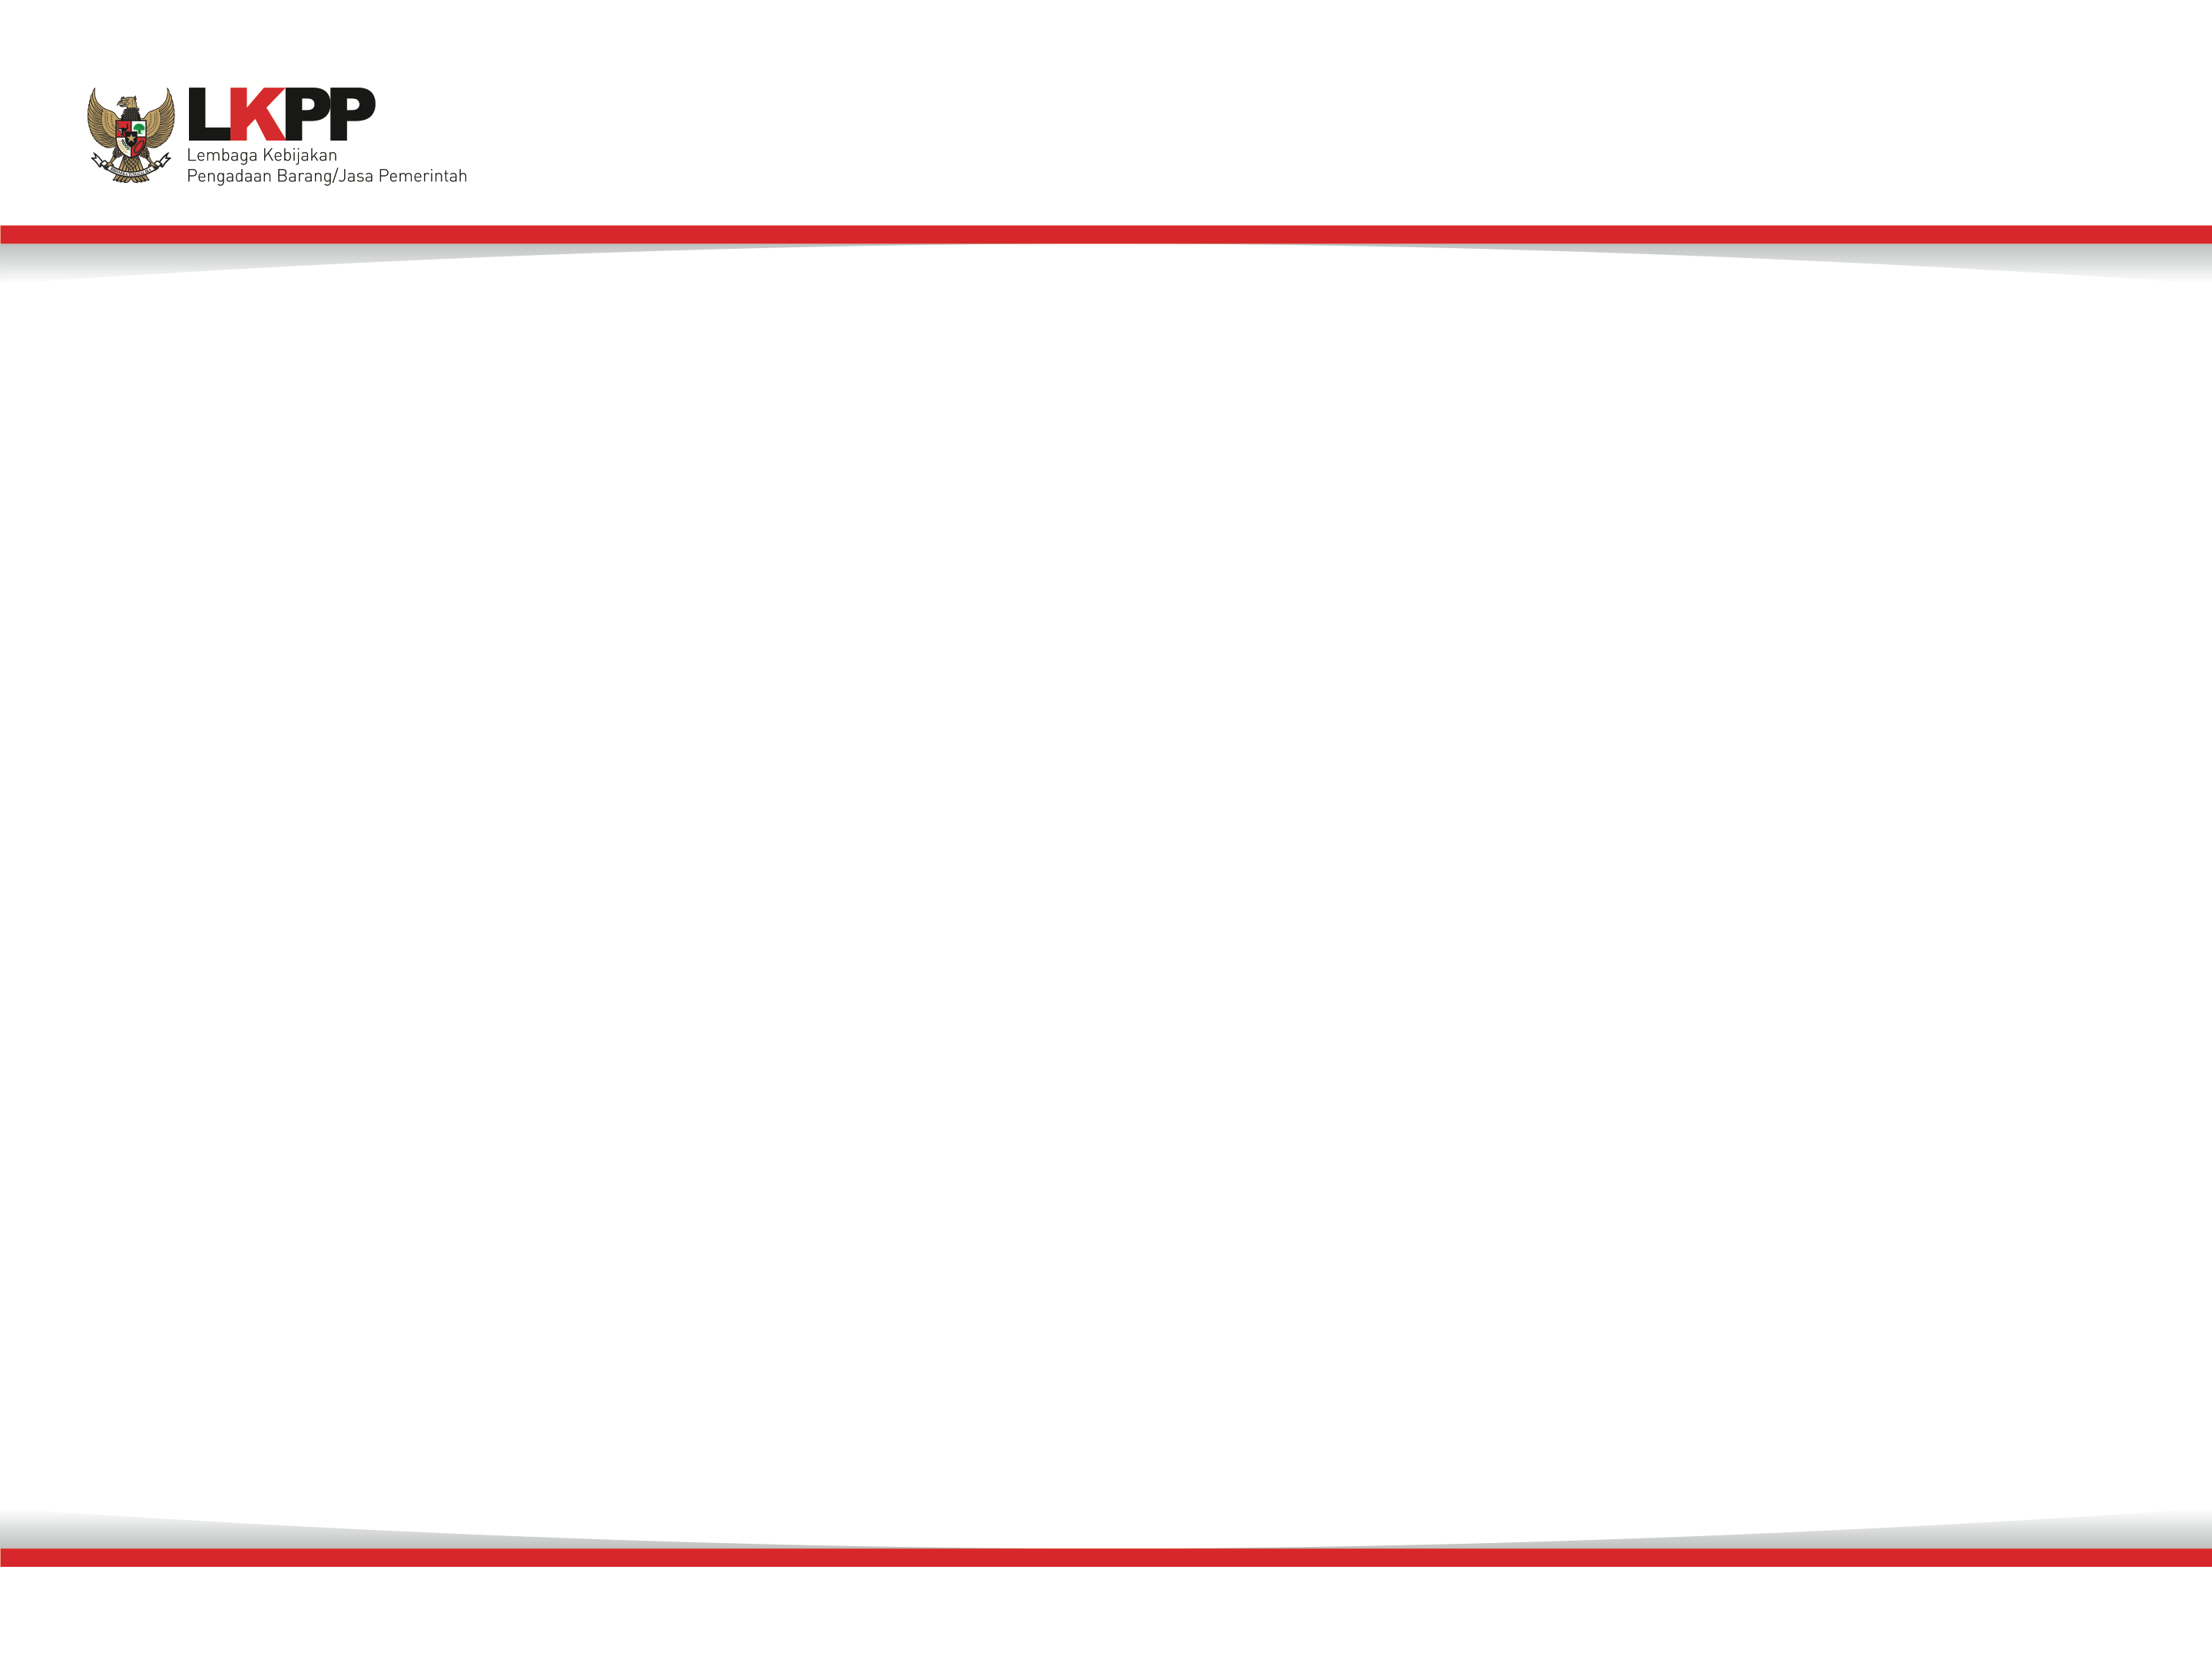 LKPP
Lembaga Kebijakan
Pengadaan Barang/Jasa Pemerintah